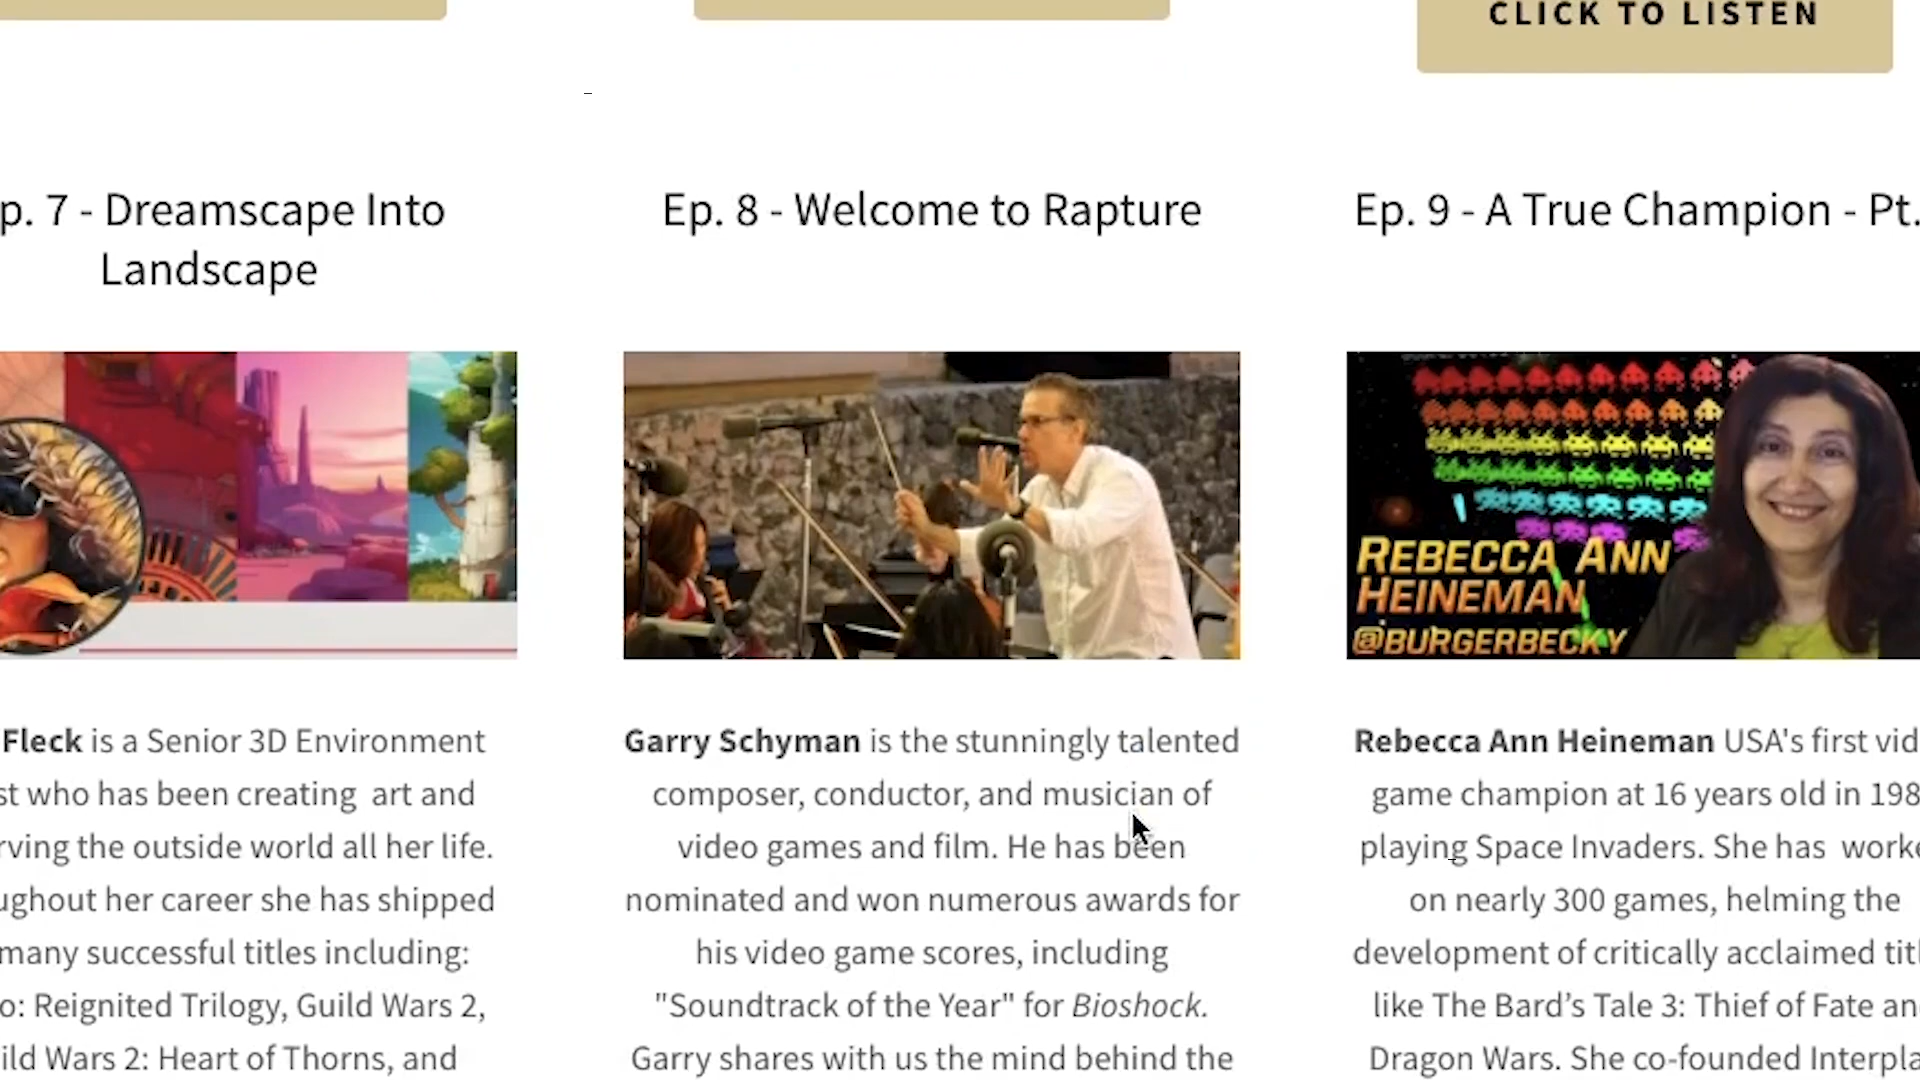 CLICK TO LISTEN
p. 7 - Dreamscape Into
Landscape
Fleck is a Senior 3D Environment
st who has been creating art and
rving the outside world all her life.
ughout her career she has shipped
many successful titles including:
o: Reignited Trilogy, Guild Wars 2,
ild Wars 2: Heart of Thorns, and
Ep. 8 - Welcome to Rapture
Garry Schyman is the stunningly talented
composer, conductor, and musician of
video games and film. He has been
nominated and won numerous awards for
his video game scores, including
"Soundtrack of the Year" for Bioshock.
Garry shares with us the mind behind the
Ep. 9 - A True Champion - Pt.
REBECCA ANN
HEINEMAN
@BURGERBECKY
Rebecca Ann Heineman USA's first vid
game champion at 16 years old in 198
playing Space Invaders. She has worke
on nearly 300 games, helming the
development of critically acclaimed titl
like The Bard’s Tale 3: Thief of Fate an
Dragon Wars. She co-founded Interpla